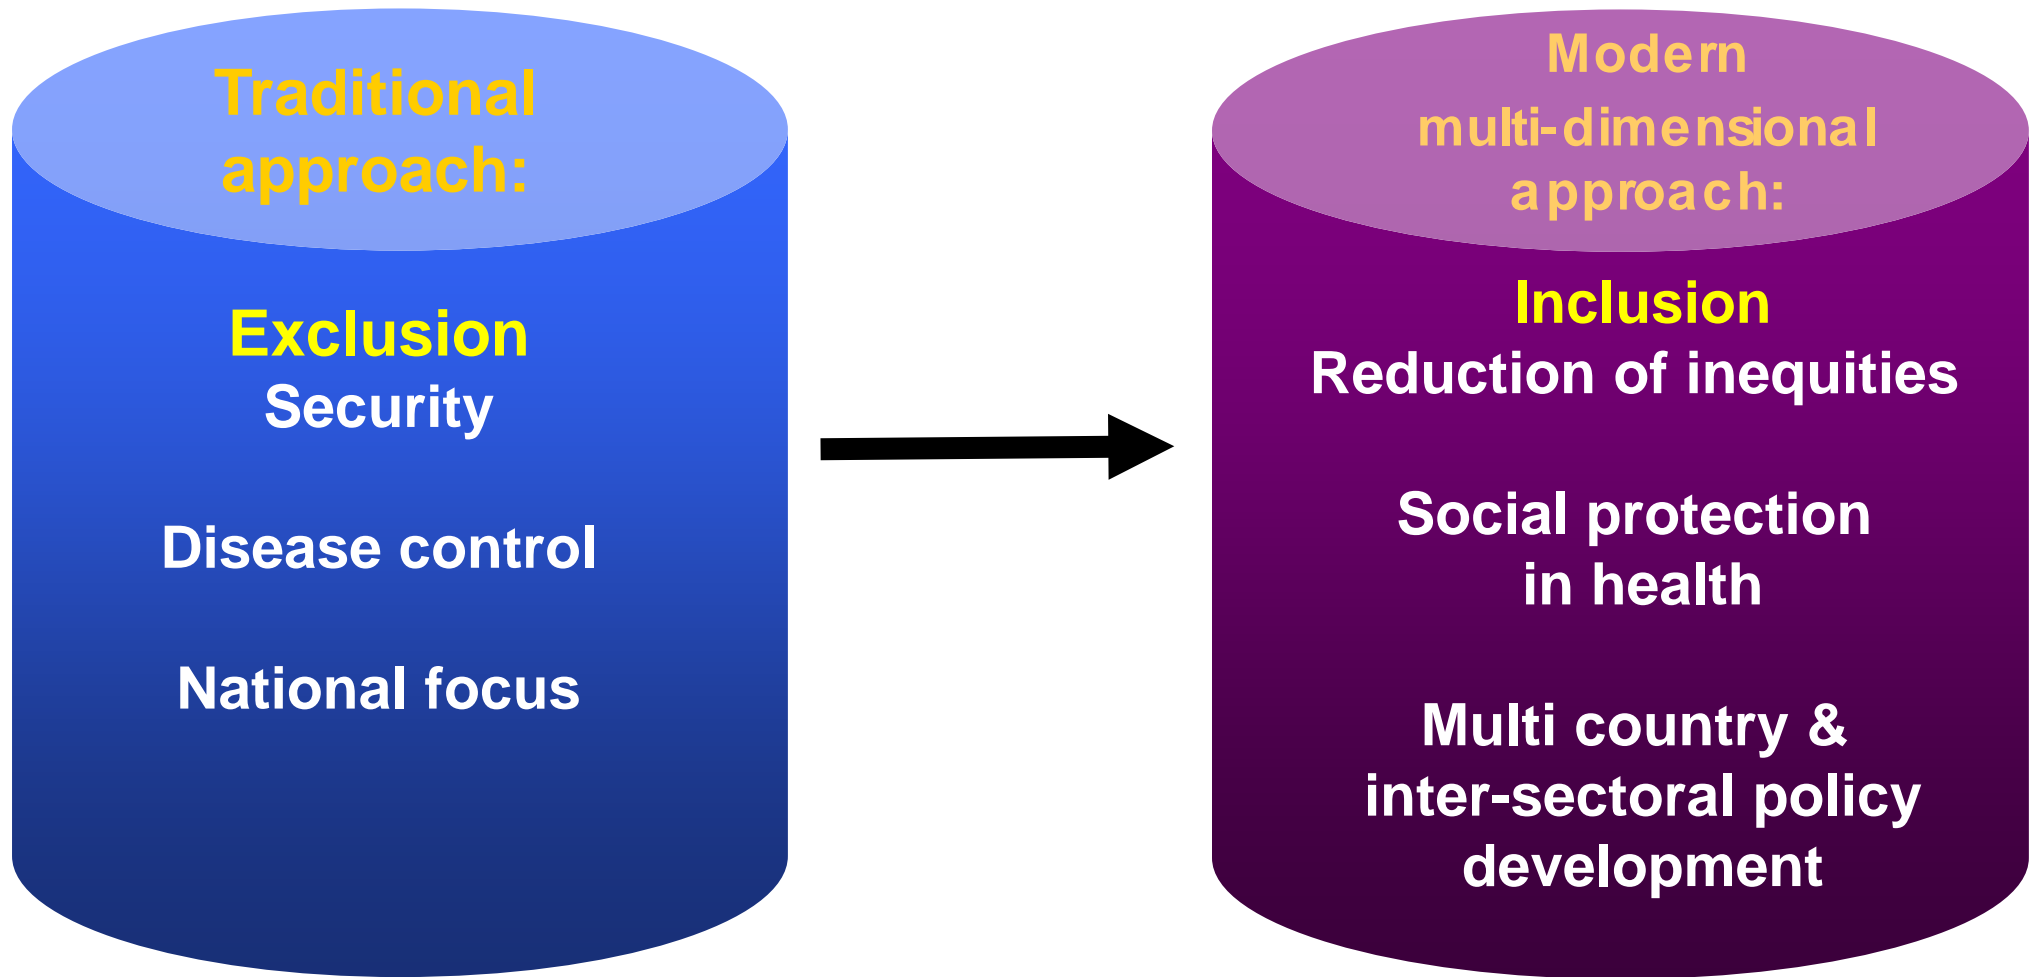 Traditional
approach:
Exclusion
Security
Disease control
National focus
Modern
multi-dimensional
approach:
Inclusion
Reduction of inequities
Social protection
in health
Multi country &
inter-sectoral policy
development